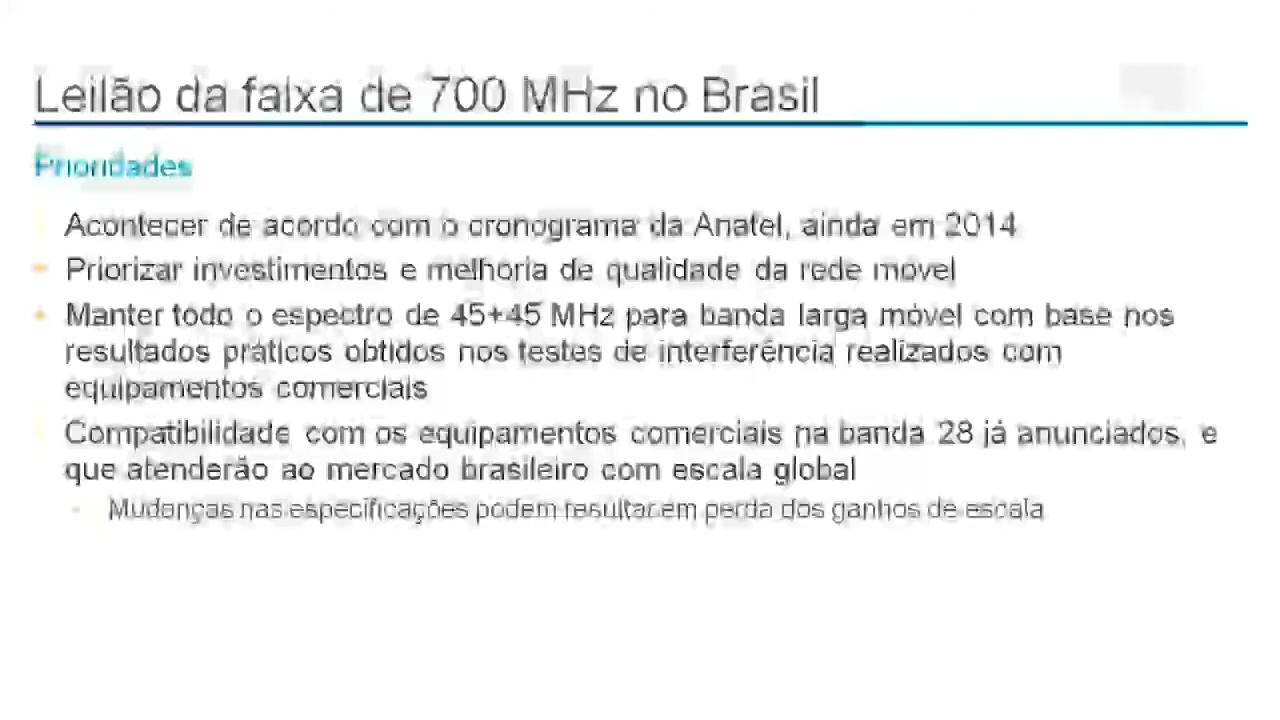 Leilão da faixa de 700 MHz no Brasil
Prioridades
Acontecer de acordo com o cronograma da Anatel, ainda em 2014
Priorizar investimentos e melhoria de qualidade da rede móvel
Manter todo o espectro de 45+45 MHz para banda larga móvel com base nos
resultados práticos obtidos nos testes de interferência realizados com
equipamentos comerciais
Compatibilidade com os equipamentos comerciais na banda 28 já anunciados, e
que atenderão ao mercado brasileiro com escala global
Mudanças nas especificações podem resultar em perda dos ganhos de escala